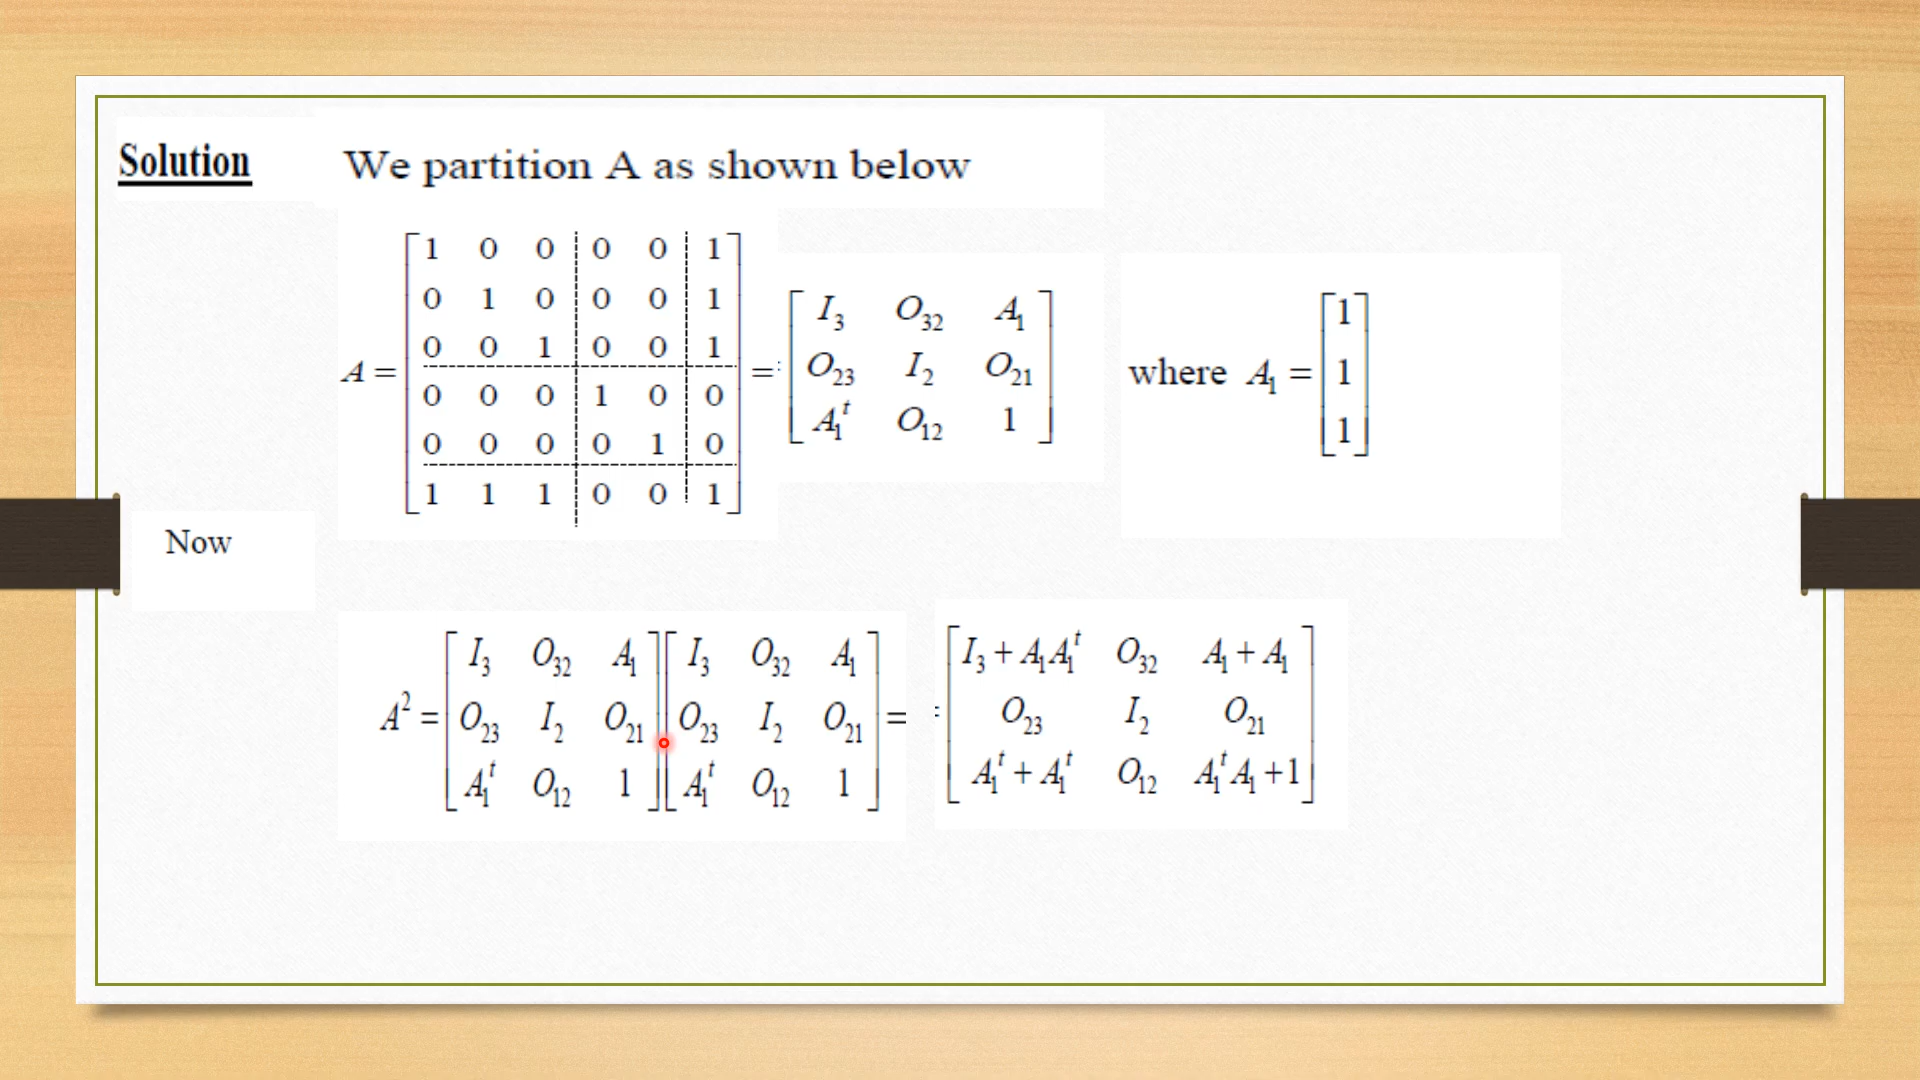 Solution We partition A as shown below
A = [ 1 0 0 0 0 1
0 1 0 0 0 1
0 0 1 0 0 1
0 0 0 1 0 0
0 0 0 0 1 0
1 1 1 0 0 1 ] = [ I₃ O₃₂ A₁
O₂₃ I₂ O₂₁
A₁ᵗ O₁₂ 1 ] where A₁ = [ 1
1
1 ]
Now
A² = [ I₃ O₃₂ A₁
O₂₃ I₂ O₂₁
A₁ᵗ O₁₂ 1 ] [ I₃ O₃₂ A₁
O₂₃ I₂ O₂₁
A₁ᵗ O₁₂ 1 ] = [ I₃ + A₁A₁ᵗ O₃₂ A₁ + A₁
O₂₃ I₂ O₂₁
A₁ᵗ + A₁ᵗ O₁₂ A₁ᵗA₁ + 1 ]